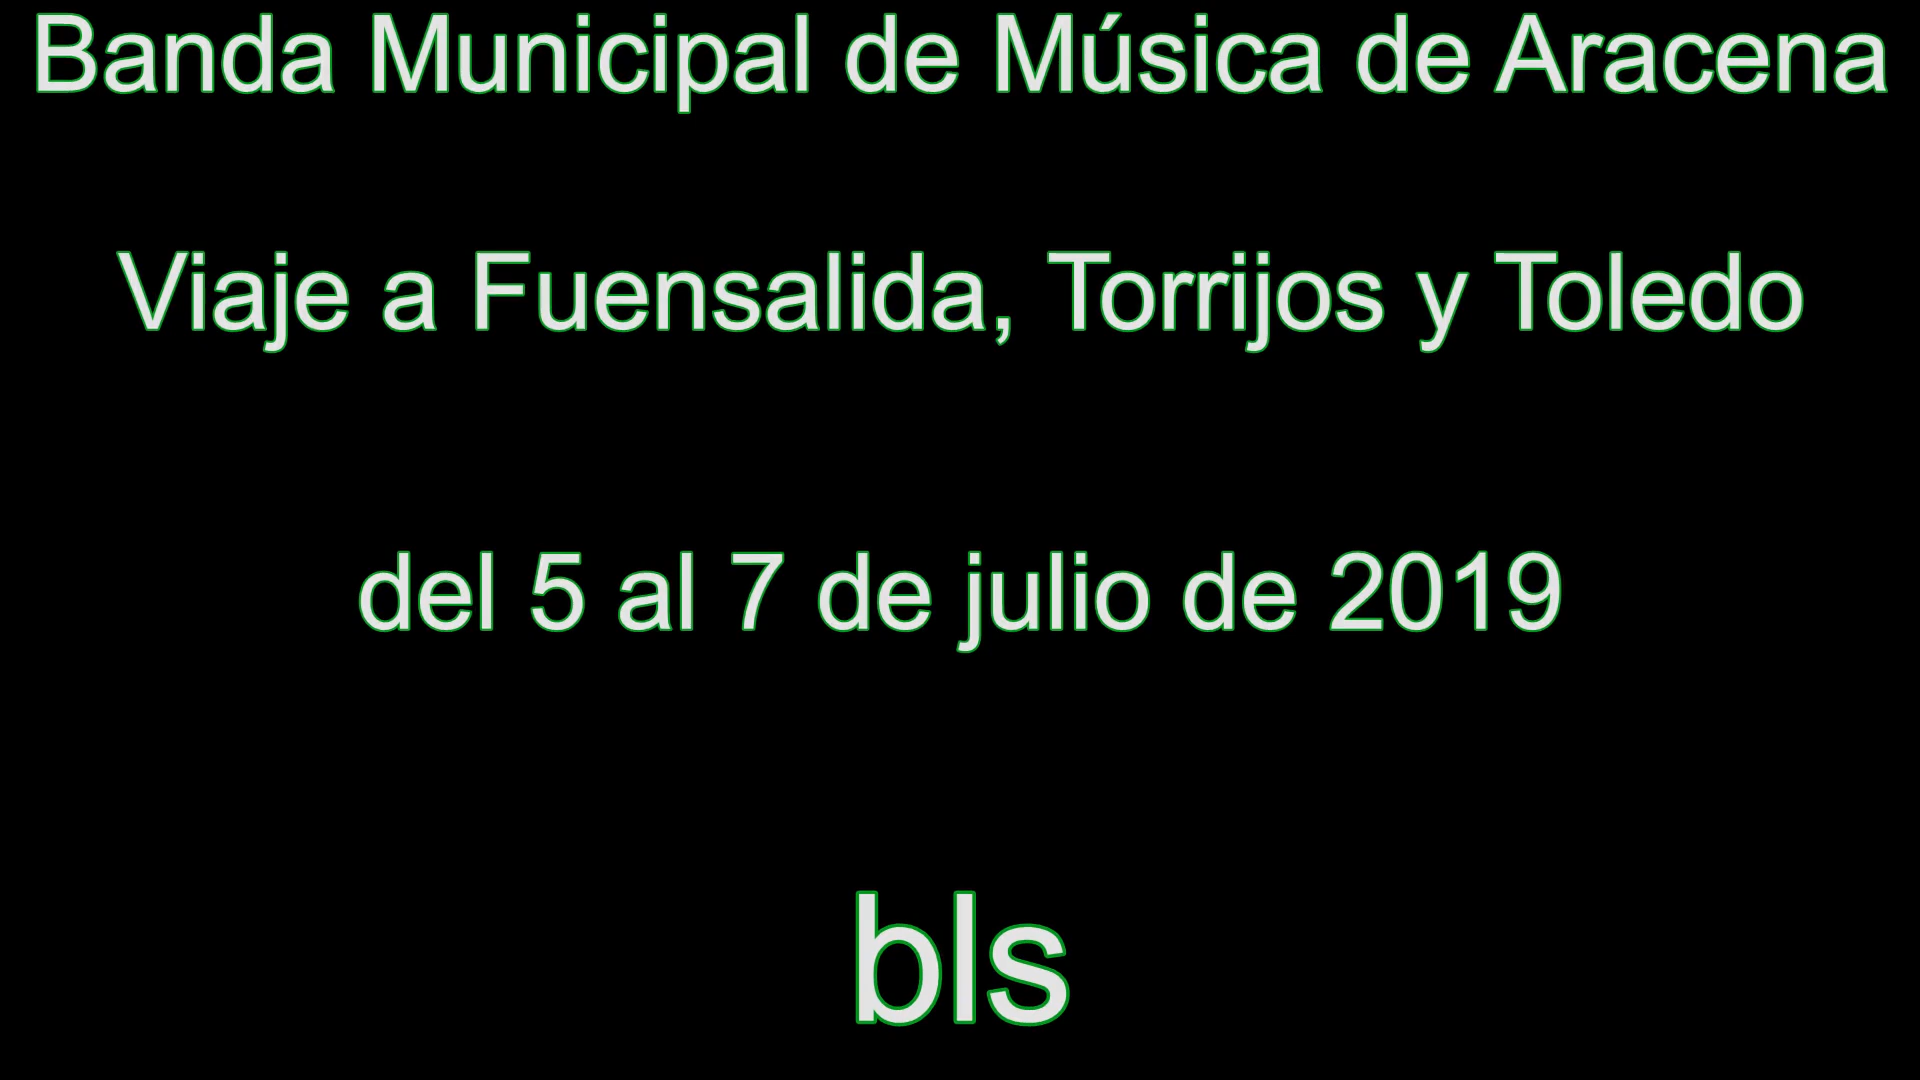 Banda Municipal de Música de Aracena
Viaje a Fuensalida, Torrijos y Toledo
del 5 al 7 de julio de 2019
bls